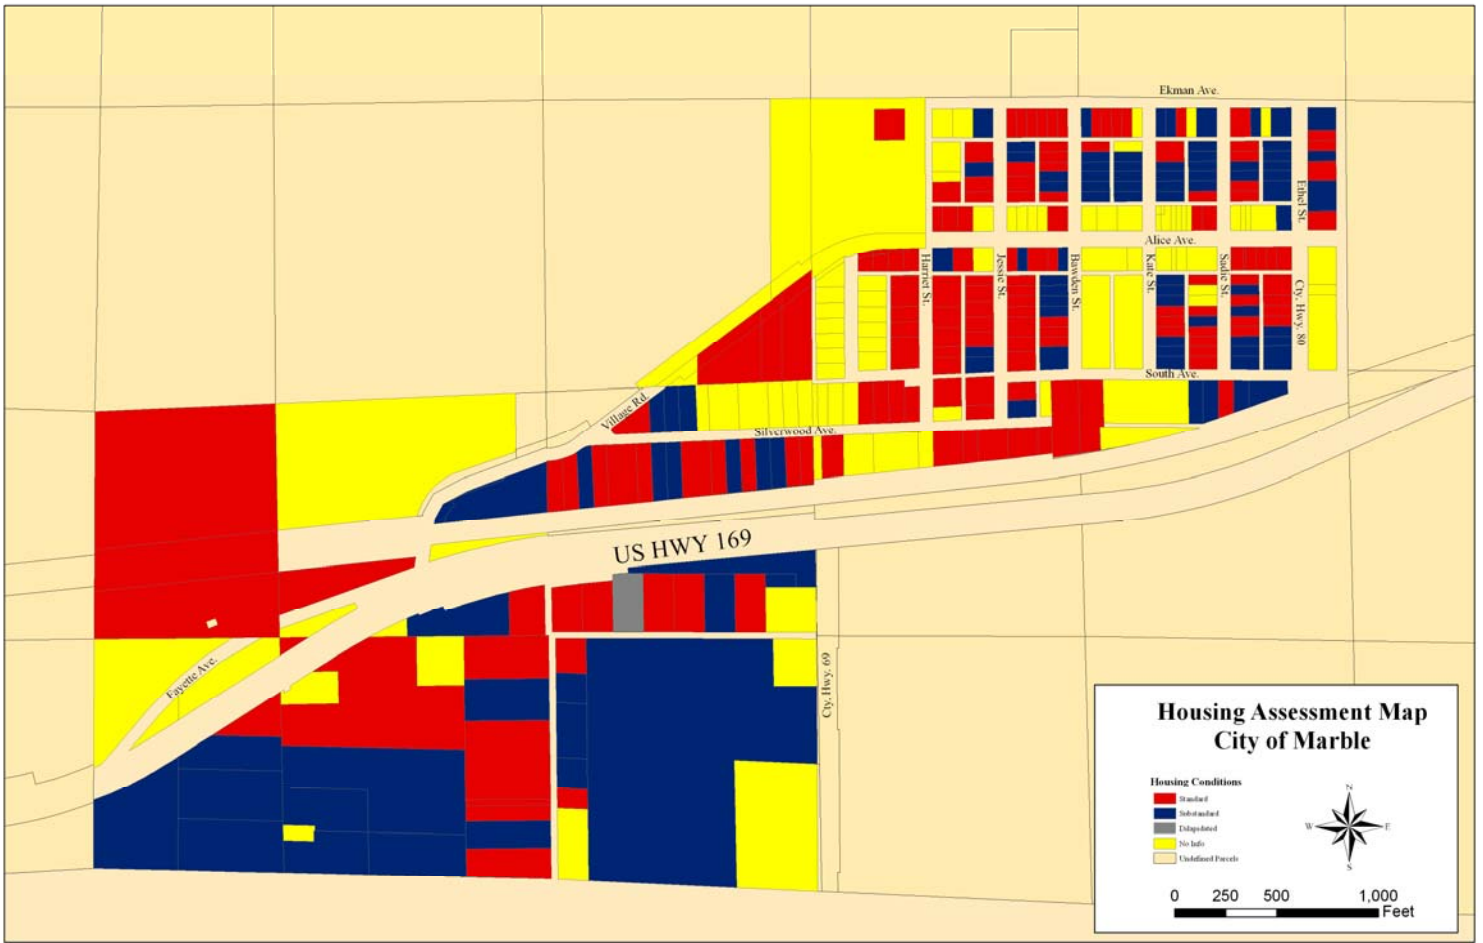 Ekman Ave.
Ethel St.
Alice Ave.
Harriet St.
Jessie St.
Bawden St.
Kate St.
Sadie St.
Cty. Hwy. 80
South Ave.
Village Rd.
Silverwood Ave.
US HWY 169
Fayette Ave.
Cty. Hwy. 69
Housing Assessment Map
City of Marble
Housing Conditions
Standard
Substandard
Dilapidated
No Info
Undefined Parcels
N
W E
S
0 250 500 1,000
Feet